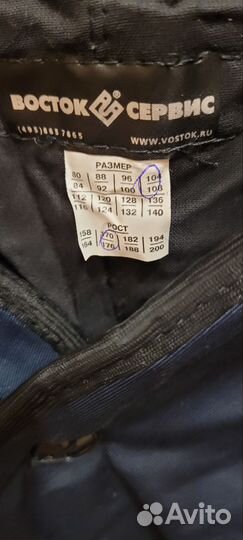 ВОСТОК СЕРВИС
(495)6657665
WWW.VOSTOK.RU
РАЗМЕР
80 88 96 104
84 92 100 108
112 120 128 136
116 124 132 140
РОСТ
158 170 182 194
164 176 188 200
Avito